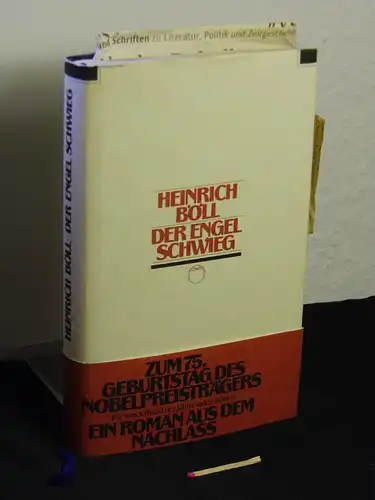 Schriften zu Literatur, Politik und Zeitgeschehen
HEINRICH BÖLL DER ENGEL SCHWIEG
HEINRICH
BÖLL
DER ENGEL
SCHWIEG
ZUM 75.
GEBURTSTAG DES
NOBELPREISTRÄGERS
EIN ROMAN AUS DEM
NACHLASS